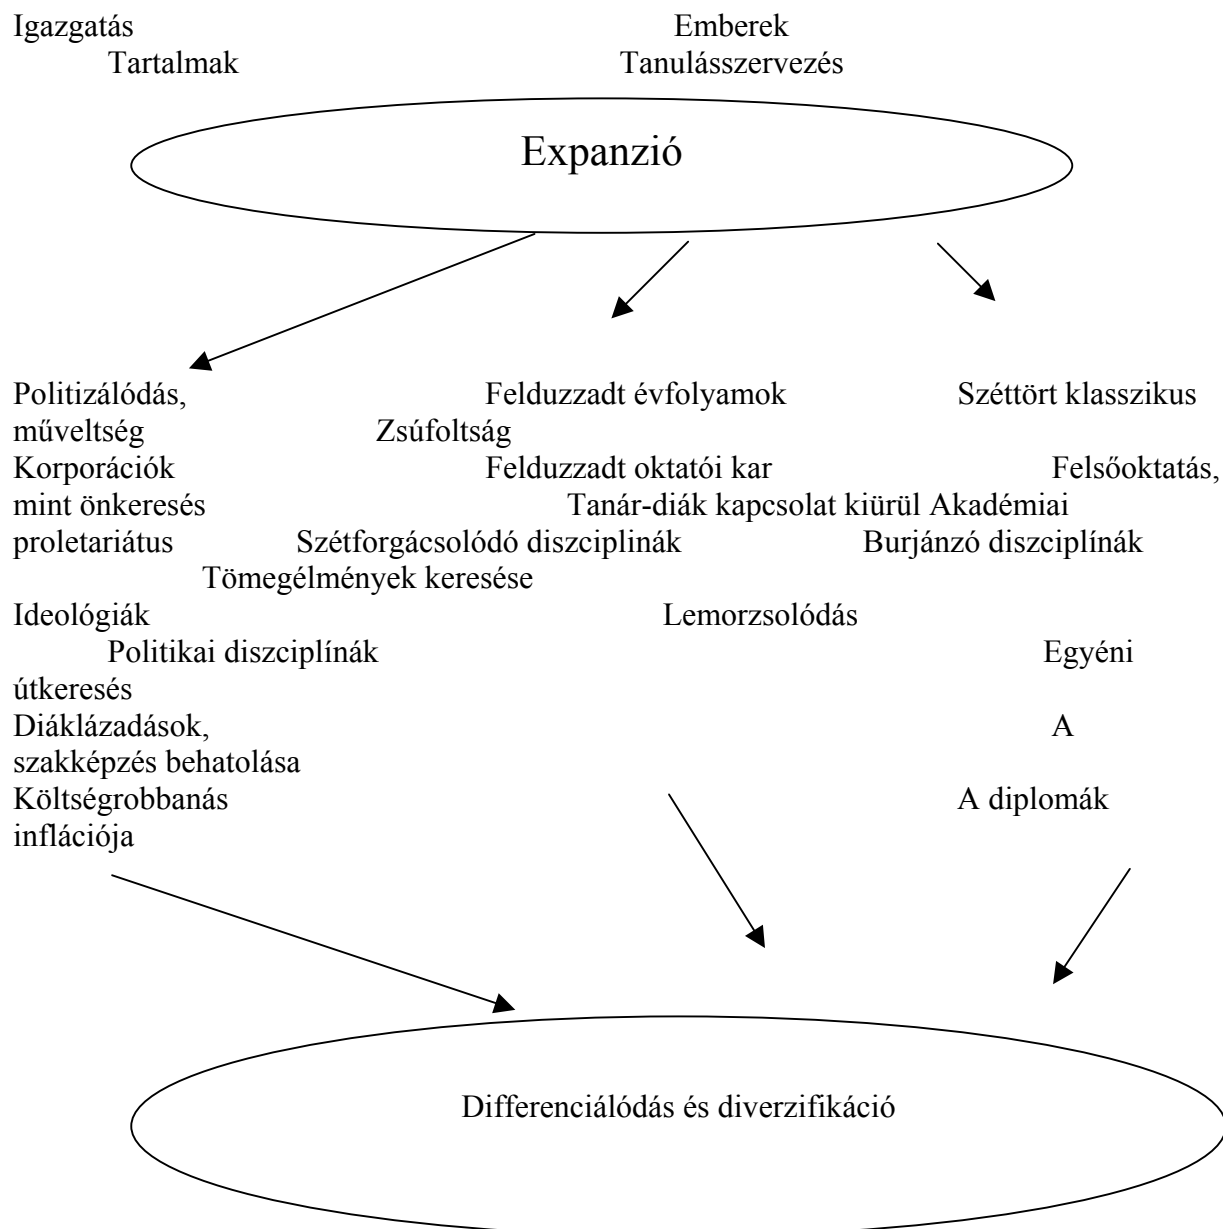 Igazgatás Emberek
Tartalmak Tanulásszervezés
Expanzió
Politizálódás, Felduzzadt évfolyamok Széttört klasszikus
műveltség Zsúfoltság
Korporációk Felduzzadt oktatói kar Felsőoktatás,
mint önkeresés Tanár-diák kapcsolat kiürül Akadémiai
proletariátus Szétforgácsolódó diszciplinák Burjánzó diszciplínák
Tömegélmények keresése
Ideológiák Lemorzsolódás
Politikai diszciplínák Egyéni
útkeresés
Diáklázadások, A
szakképzés behatolása
Költségrobbanás A diplomák
inflációja
Differenciálódás és diverzifikáció